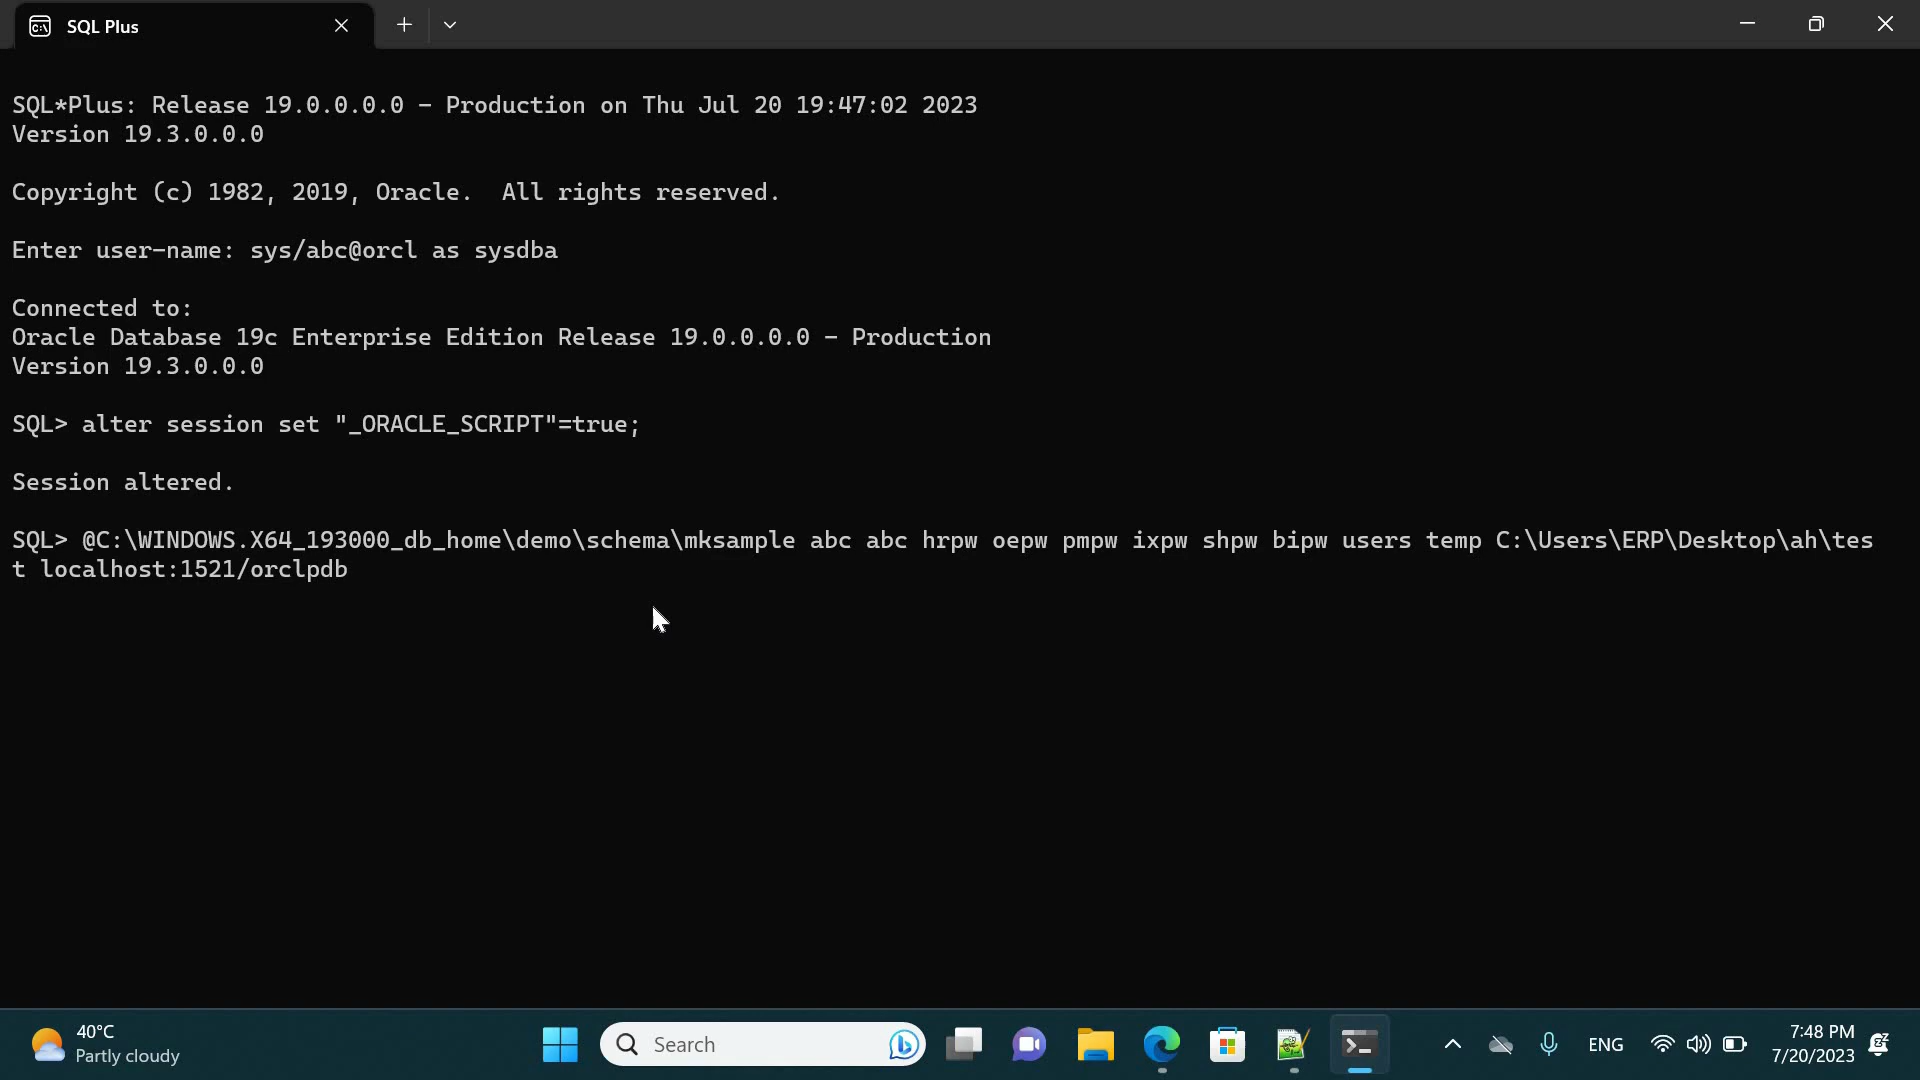 SQL Plus
SQL*Plus: Release 19.0.0.0.0 - Production on Thu Jul 20 19:47:02 2023
Version 19.3.0.0.0
Copyright (c) 1982, 2019, Oracle.  All rights reserved.
Enter user-name: sys/abc@orcl as sysdba
Connected to:
Oracle Database 19c Enterprise Edition Release 19.0.0.0.0 - Production
Version 19.3.0.0.0
SQL> alter session set "_ORACLE_SCRIPT"=true;
Session altered.
SQL> @C:\WINDOWS.X64_193000_db_home\demo\schema\mksample abc abc hrpw oepw pmpw ixpw shpw bipw users temp C:\Users\ERP\Desktop\ah\tes
t localhost:1521/orclpdb
40°C
Partly cloudy
Search
ENG
7:48 PM
7/20/2023